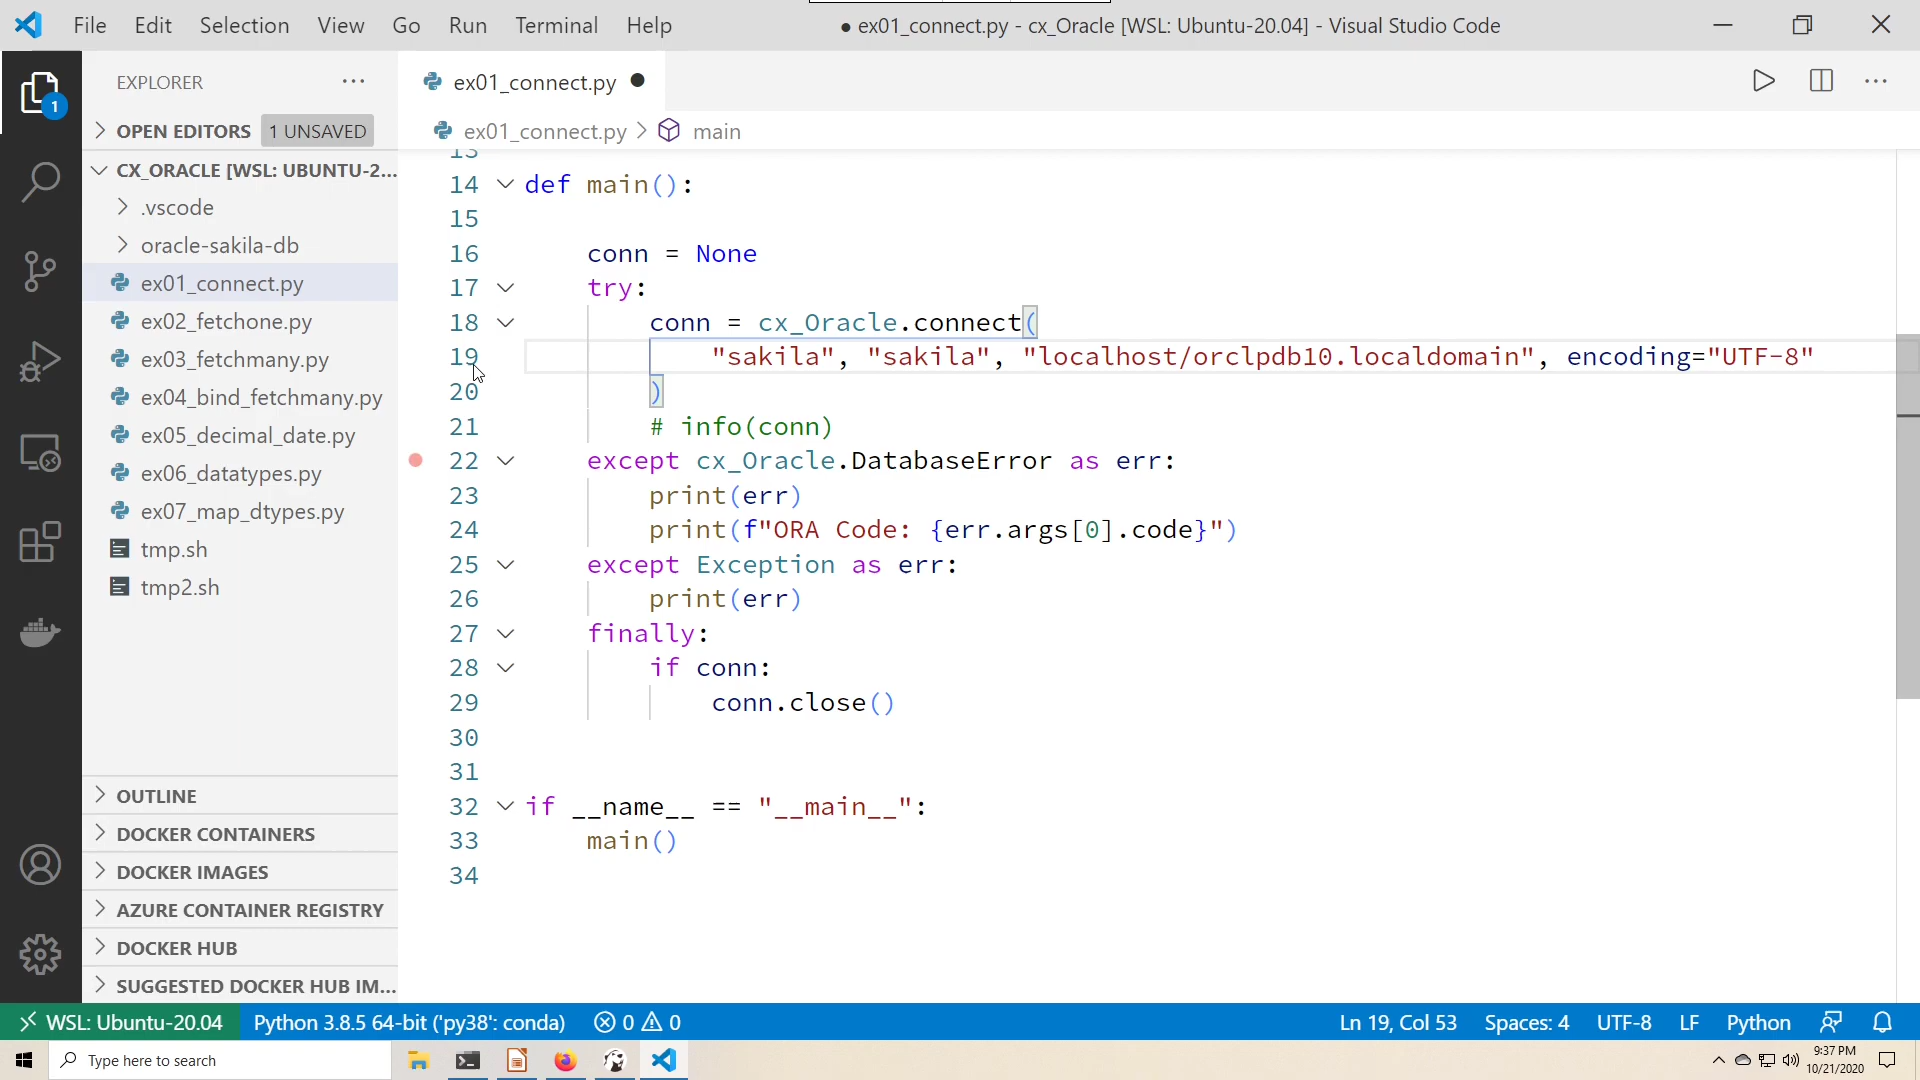 File Edit Selection View Go Run Terminal Help
● ex01_connect.py - cx_Oracle [WSL: Ubuntu-20.04] - Visual Studio Code
EXPLORER
1
OPEN EDITORS 1 UNSAVED
CX_ORACLE [WSL: UBUNTU-2...
.vscode
oracle-sakila-db
ex01_connect.py
ex02_fetchone.py
ex03_fetchmany.py
ex04_bind_fetchmany.py
ex05_decimal_date.py
ex06_datatypes.py
ex07_map_dtypes.py
tmp.sh
tmp2.sh
OUTLINE
DOCKER CONTAINERS
DOCKER IMAGES
AZURE CONTAINER REGISTRY
DOCKER HUB
SUGGESTED DOCKER HUB IM...
ex01_connect.py ●
ex01_connect.py > main
13
14 def main():
15
16 conn = None
17 try:
18 conn = cx_Oracle.connect(
19 "sakila", "sakila", "localhost/orclpdb10.localdomain", encoding="UTF-8"
20 )
21 # info(conn)
22 except cx_Oracle.DatabaseError as err:
23 print(err)
24 print(f"ORA Code: {err.args[0].code}")
25 except Exception as err:
26 print(err)
27 finally:
28 if conn:
29 conn.close()
30
31
32 if __name__ == "__main__":
33 main()
34
WSL: Ubuntu-20.04 Python 3.8.5 64-bit ('py38': conda) 0 0 Ln 19, Col 53 Spaces: 4 UTF-8 LF Python
Type here to search
9:37 PM
10/21/2020